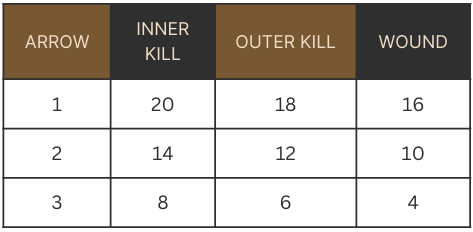 ARROW INNER KILL OUTER KILL WOUND
1 20 18 16
2 14 12 10
3 8 6 4